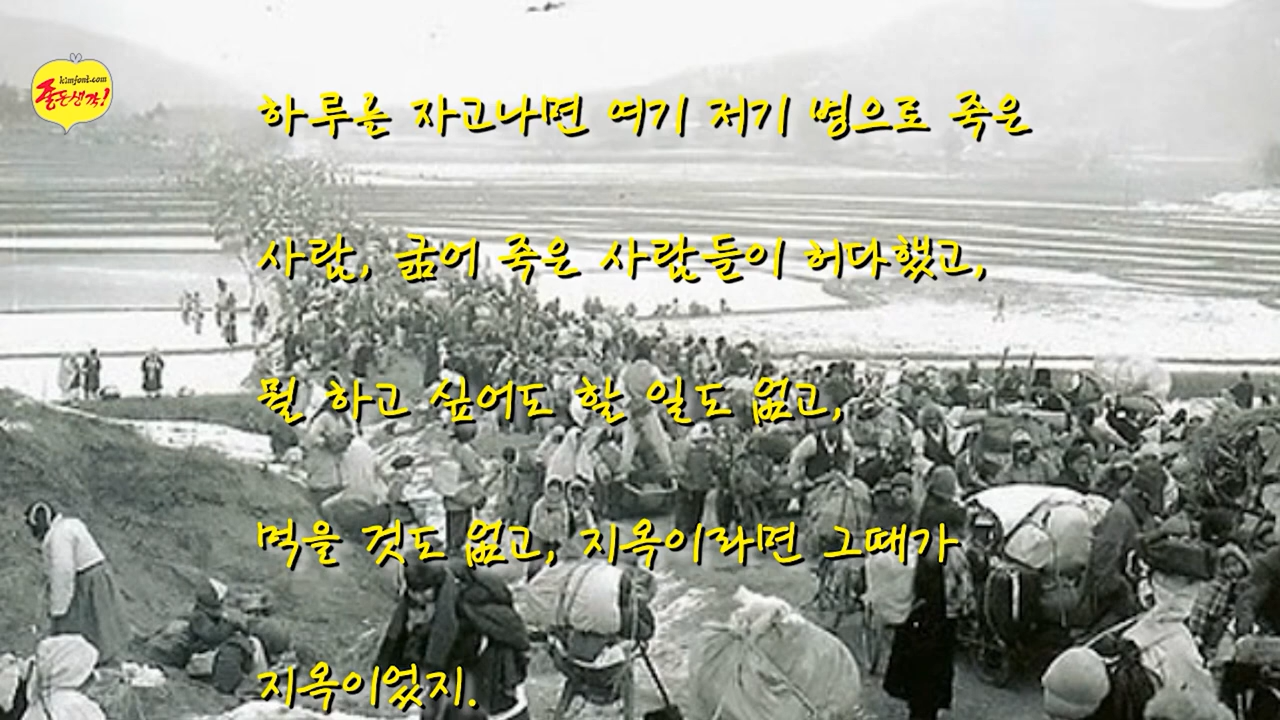 kimfont.com
좋은생각!
하루를 자고나면 여기 저기 병으로 죽은
사람, 굶어 죽은 사람들이 허다했고,
뭘 하고 싶어도 할 일도 없고,
먹을 것도 없고, 지옥이라면 그때가
지옥이었지.